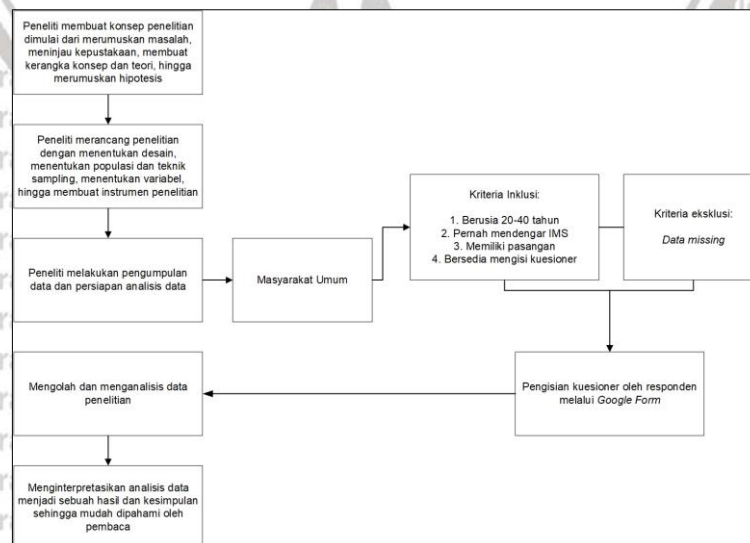 Peneliti membuat konsep penelitian
dimulai dari merumuskan masalah,
meninjau kepustakaan, membuat
kerangka konsep dan teori, hingga
merumuskan hipotesis
Peneliti merancang penelitian
dengan menentukan desain,
menentukan populasi dan teknik
sampling, menentukan variabel,
hingga membuat instrumen penelitian
Peneliti melakukan pengumpulan
data dan persiapan analisis data
Masyarakat Umum
Kriteria Inklusi:
1. Berusia 20-40 tahun
2. Pernah mendengar IMS
3. Memiliki pasangan
4. Bersedia mengisi kuesioner
Kriteria eksklusi:
Data missing
Pengisian kuesioner oleh responden
melalui Google Form
Mengolah dan menganalisis data
penelitian
Menginterpretasikan analisis data
menjadi sebuah hasil dan kesimpulan
sehingga mudah dipahami oleh
pembaca